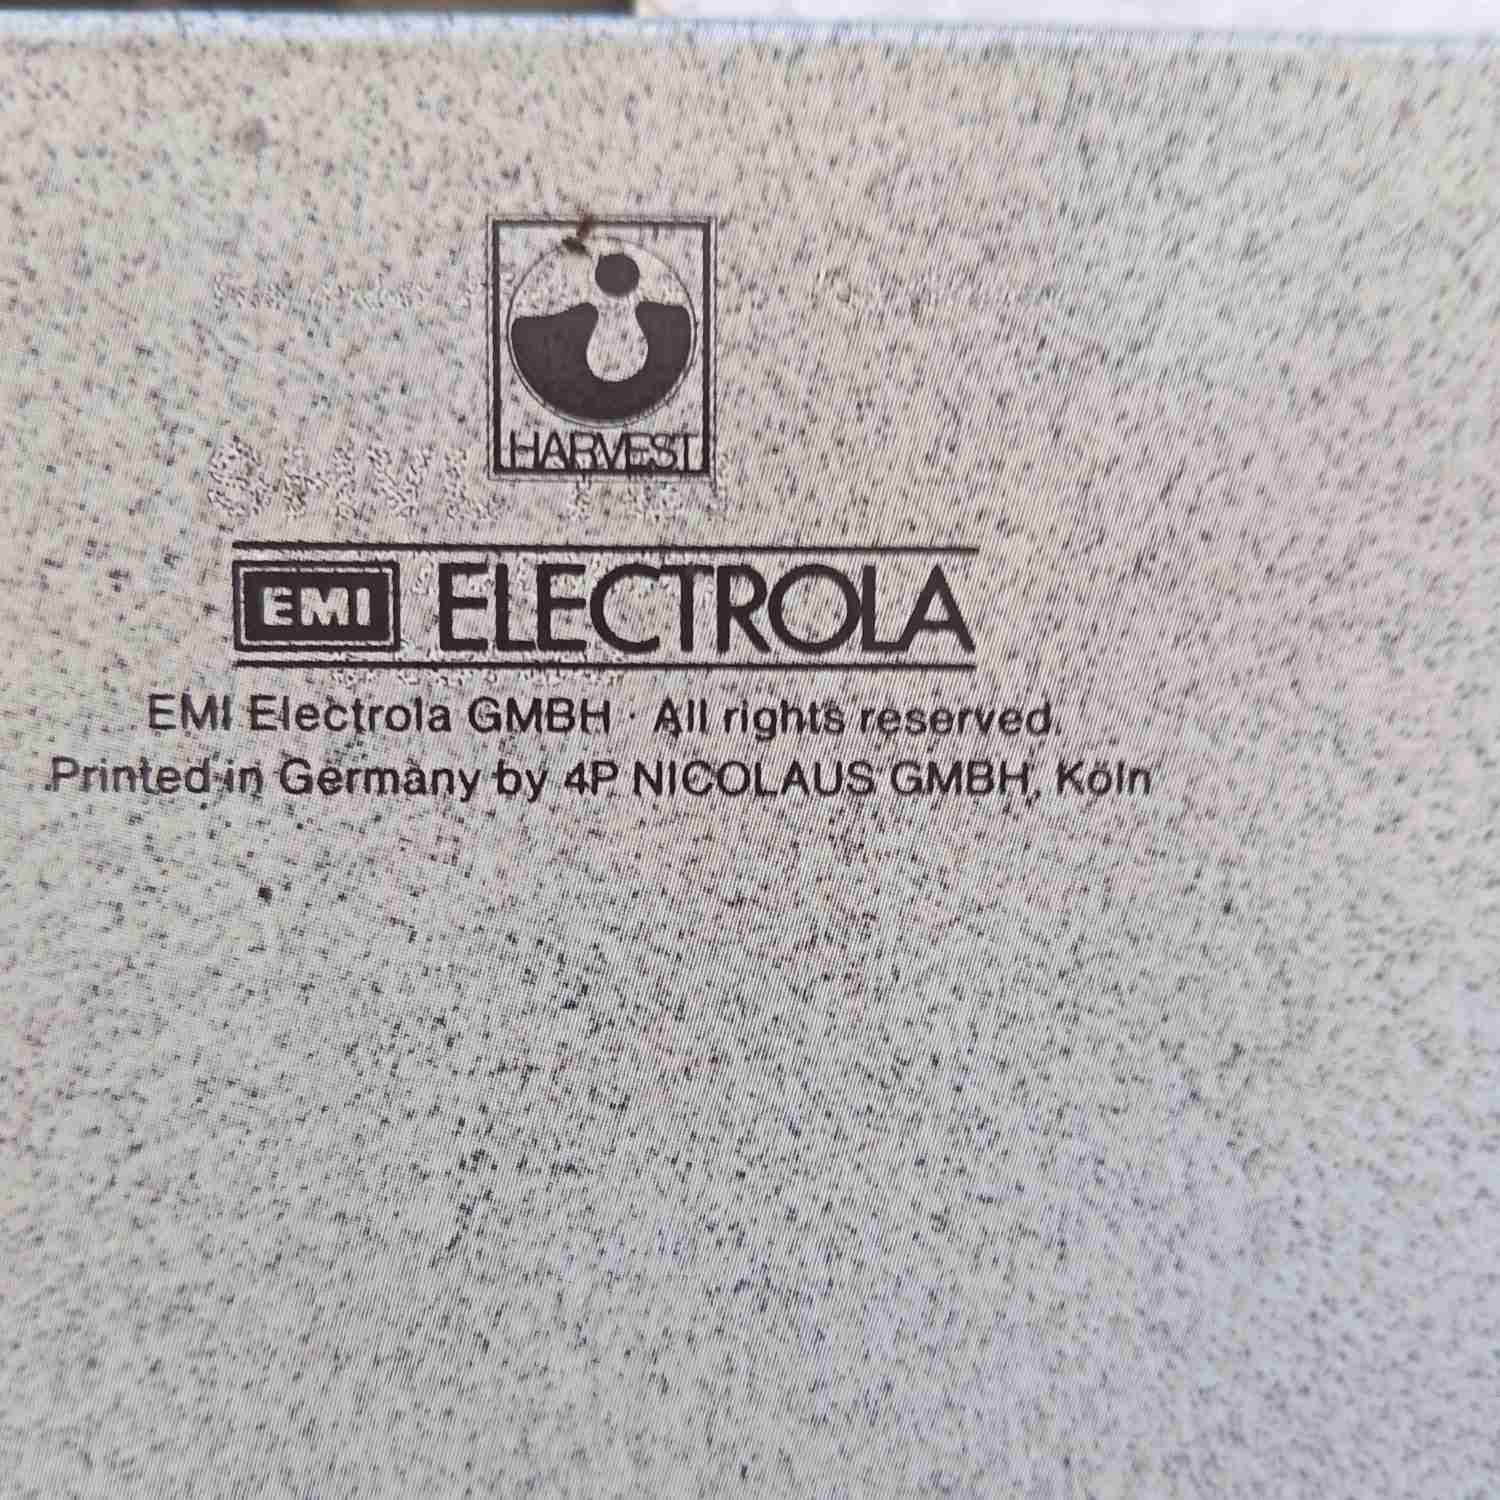 HARVEST
EMI ELECTROLA
EMI Electrola GMBH · All rights reserved.
Printed in Germany by 4P NICOLAUS GMBH, Köln